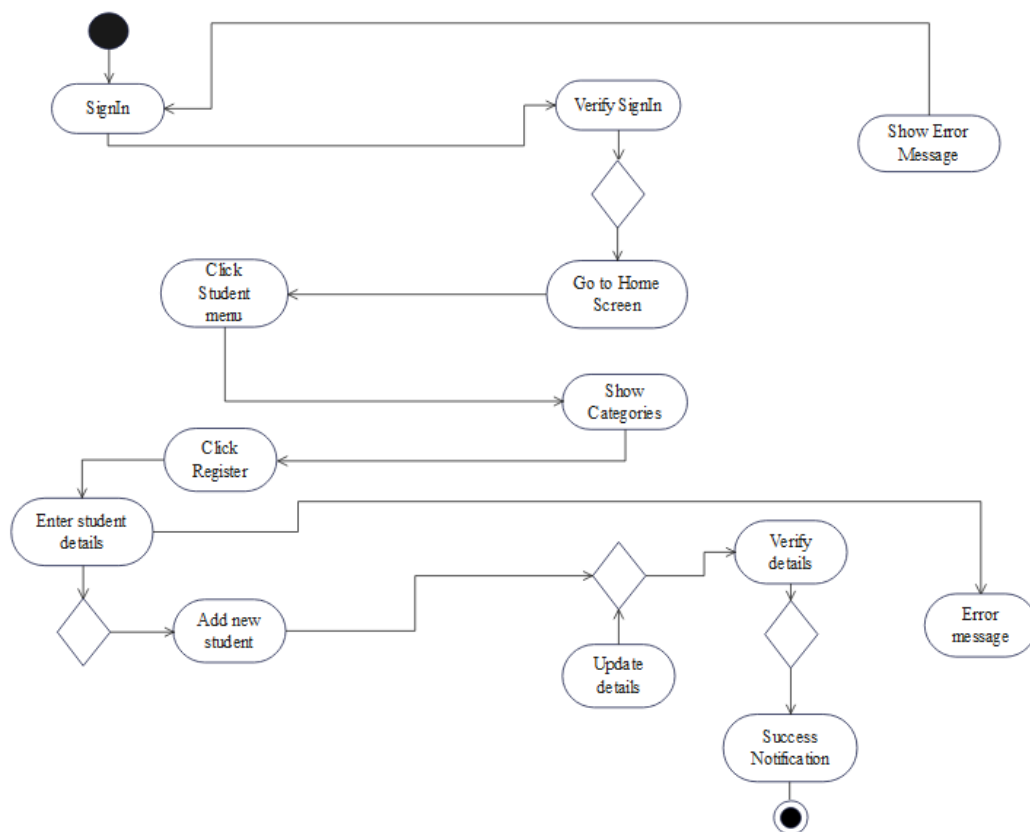 SignIn
Verify SignIn
Show Error
Message
Click
Student
menu
Go to Home
Screen
Show
Categories
Click
Register
Enter student
details
Verify
details
Add new
student
Error
message
Update
details
Success
Notification